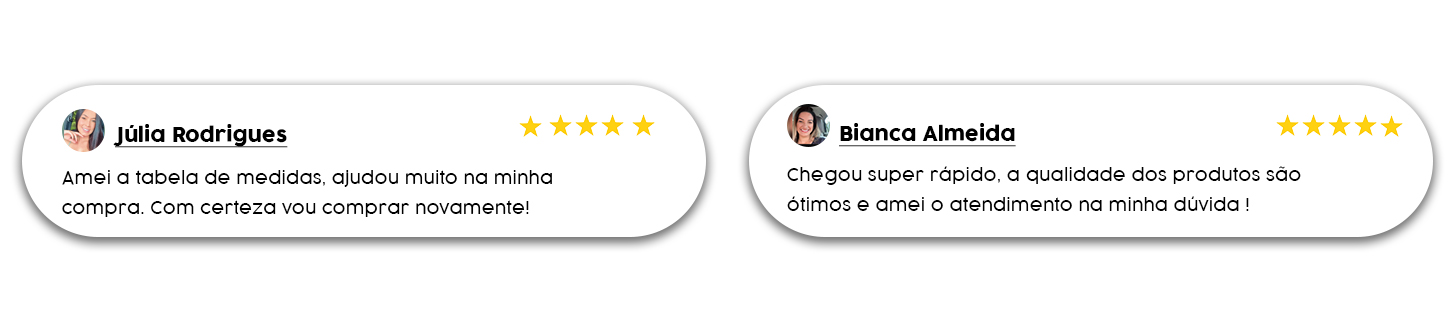 Júlia Rodrigues
Amei a tabela de medidas, ajudou muito na minha
compra. Com certeza vou comprar novamente!
Bianca Almeida
Chegou super rápido, a qualidade dos produtos são
ótimos e amei o atendimento na minha dúvida !